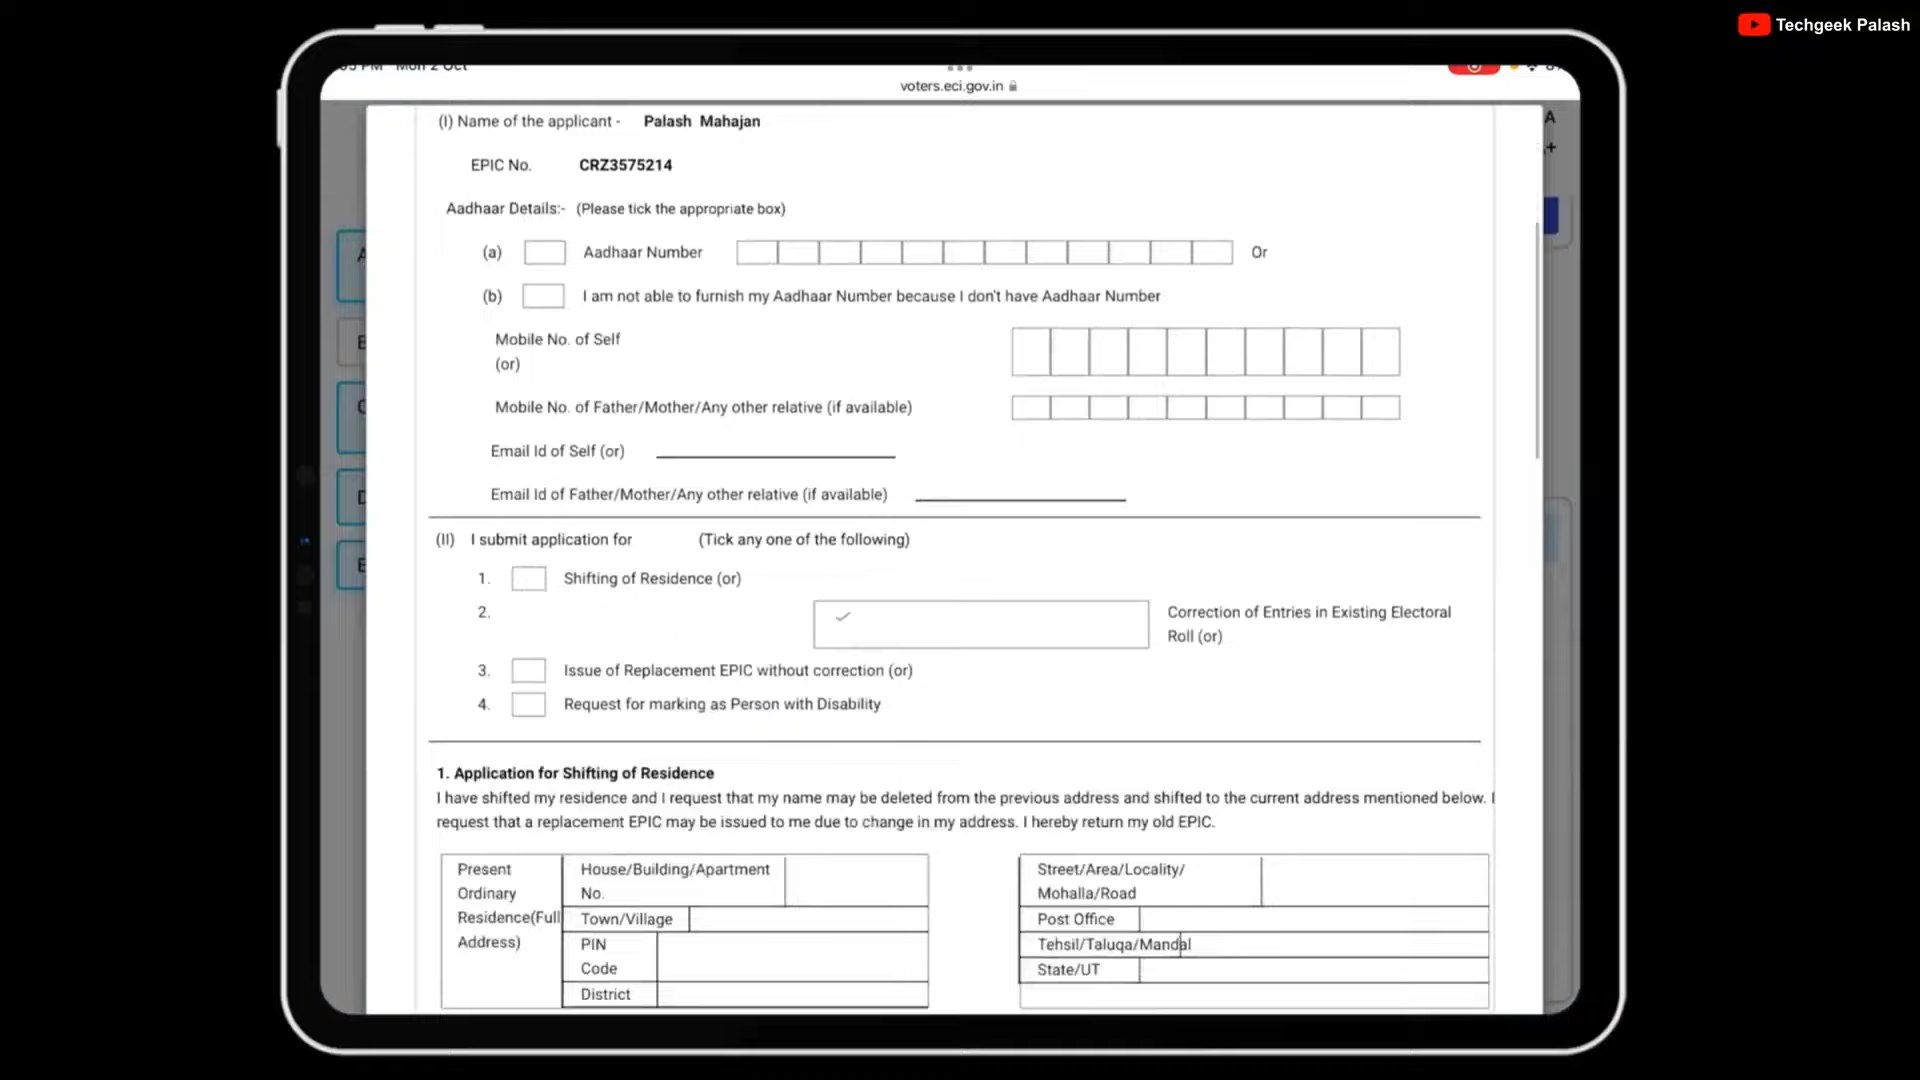 Techgeek Palash
Mon 2 Oct
voters.eci.gov.in
(I) Name of the applicant - Palash Mahajan
EPIC No. CRZ3575214
Aadhaar Details:- (Please tick the appropriate box)
(a) Aadhaar Number Or
(b) I am not able to furnish my Aadhaar Number because I don't have Aadhaar Number
Mobile No. of Self
(or)
Mobile No. of Father/Mother/Any other relative (if available)
Email Id of Self (or)
Email Id of Father/Mother/Any other relative (if available)
(II) I submit application for (Tick any one of the following)
1. Shifting of Residence (or)
2. Correction of Entries in Existing Electoral
Roll (or)
3. Issue of Replacement EPIC without correction (or)
4. Request for marking as Person with Disability
1. Application for Shifting of Residence
I have shifted my residence and I request that my name may be deleted from the previous address and shifted to the current address mentioned below. I
request that a replacement EPIC may be issued to me due to change in my address. I hereby return my old EPIC.
Present
Ordinary
Residence(Full
Address)
House/Building/Apartment
No.
Town/Village
PIN
Code
District
Street/Area/Locality/
Mohalla/Road
Post Office
Tehsil/Taluqa/Mandal
State/UT